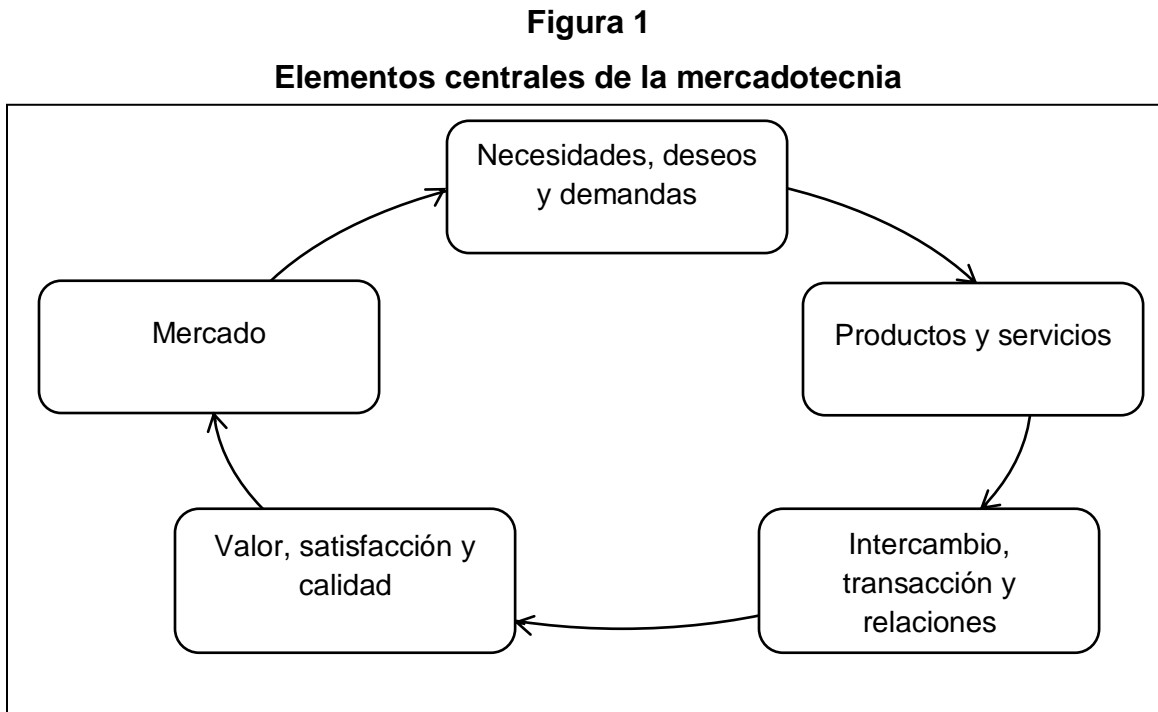 Figura 1
Elementos centrales de la mercadotecnia
Necesidades, deseos
y demandas
Mercado
Productos y servicios
Valor, satisfacción y
calidad
Intercambio,
transacción y
relaciones